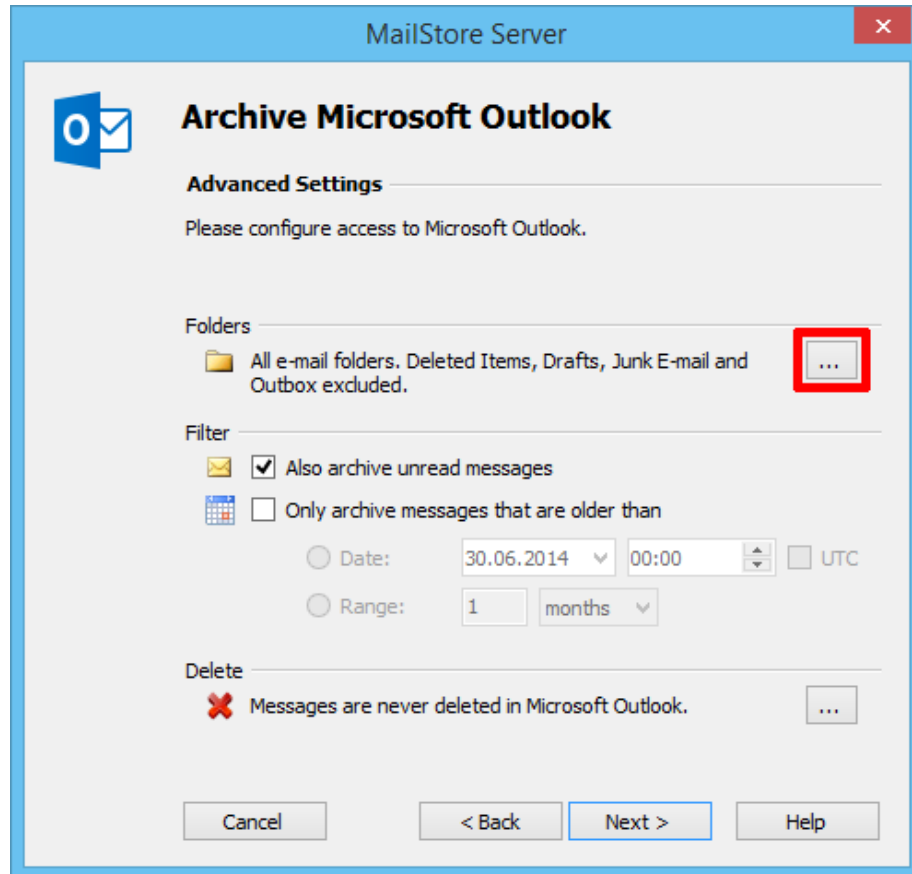 MailStore Server
Archive Microsoft Outlook
Advanced Settings
Please configure access to Microsoft Outlook.
Folders
All e-mail folders. Deleted Items, Drafts, Junk E-mail and
Outbox excluded.
...
Filter
Also archive unread messages
Only archive messages that are older than
Date: 30.06.2014 00:00 UTC
Range: 1 months
Delete
Messages are never deleted in Microsoft Outlook. ...
Cancel < Back Next > Help